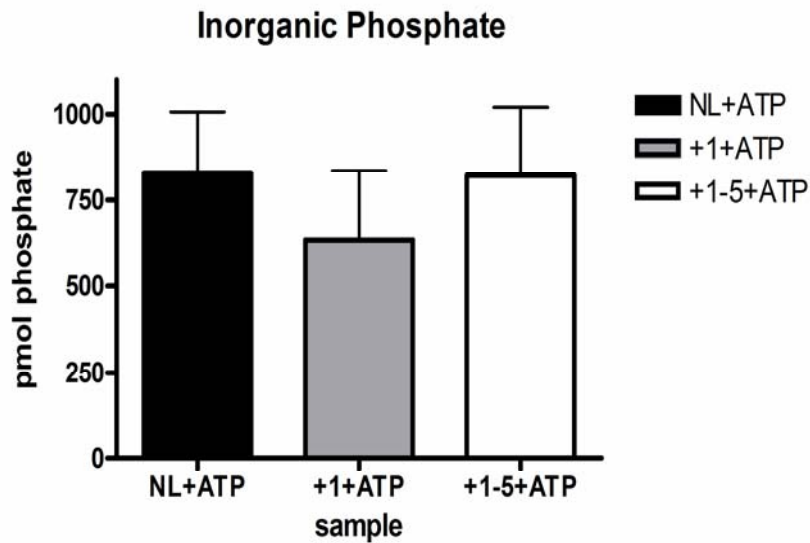 Inorganic Phosphate
pmol phosphate
1000
750
500
250
0
NL+ATP
+1+ATP
+1-5+ATP
NL+ATP +1+ATP +1-5+ATP
sample